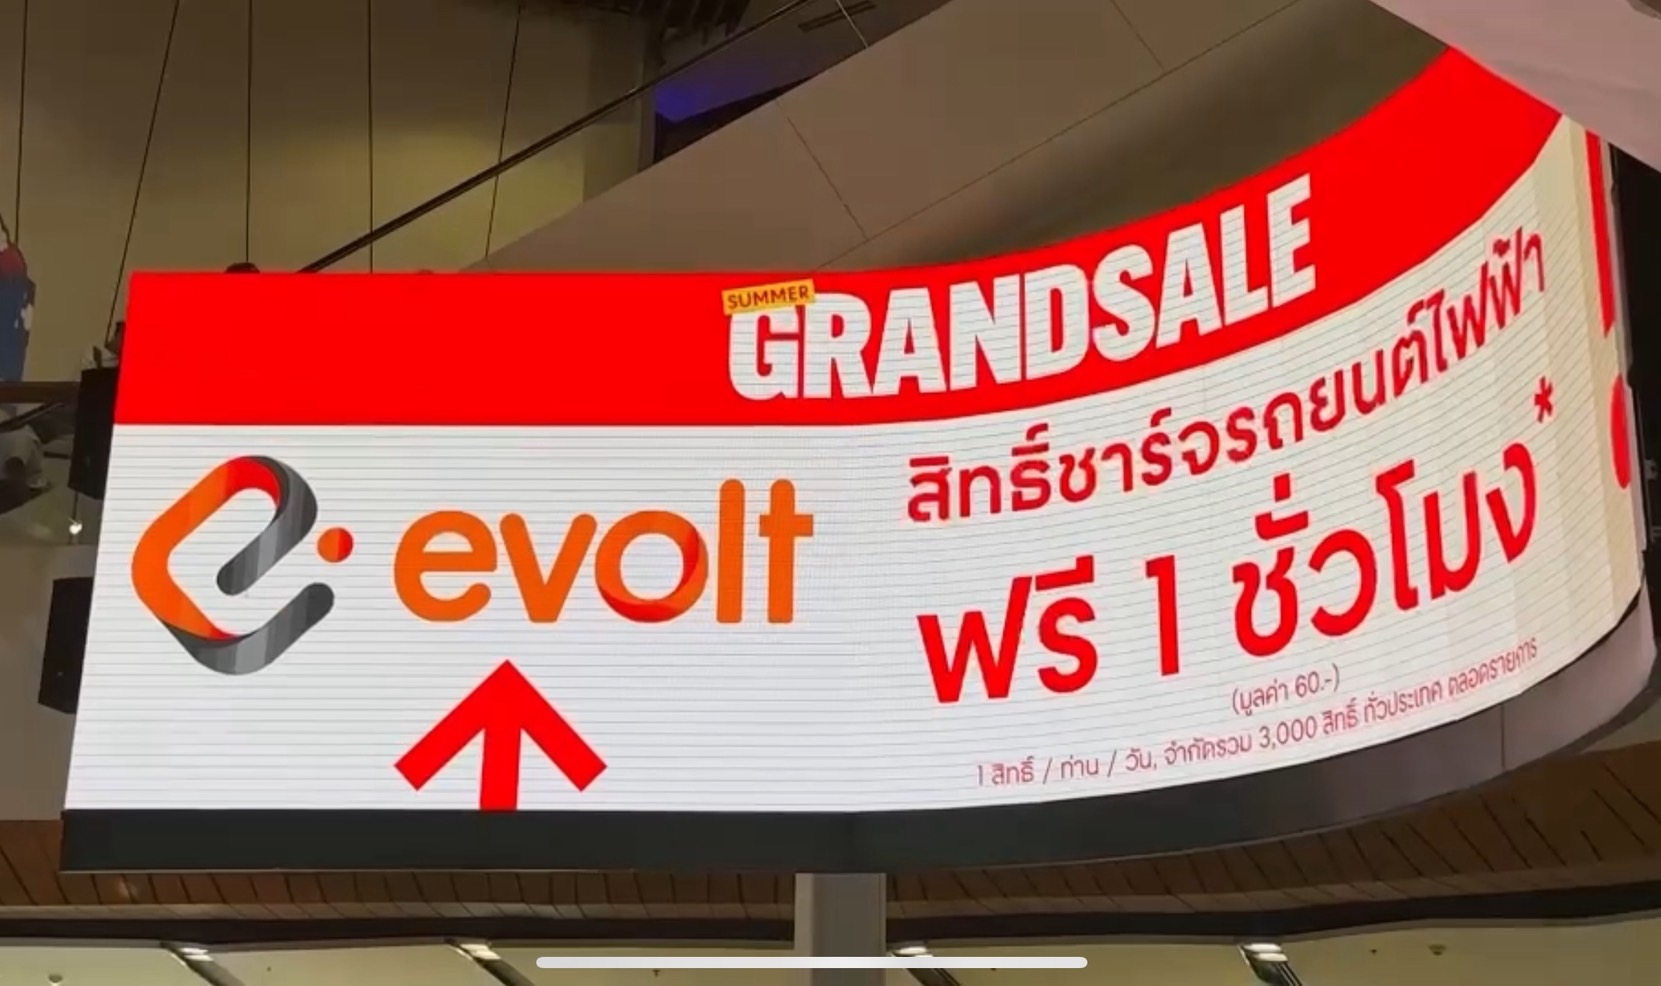 SUMMER
GRANDSALE
evolt
สิทธิ์ชาร์จรถยนต์ไฟฟ้า
ฟรี 1 ชั่วโมง*
(มูลค่า 60.-)
1 สิทธิ์ / ท่าน / วัน, จำกัดรวม 3,000 สิทธิ์ ทั่วประเทศ ตลอดรายการ